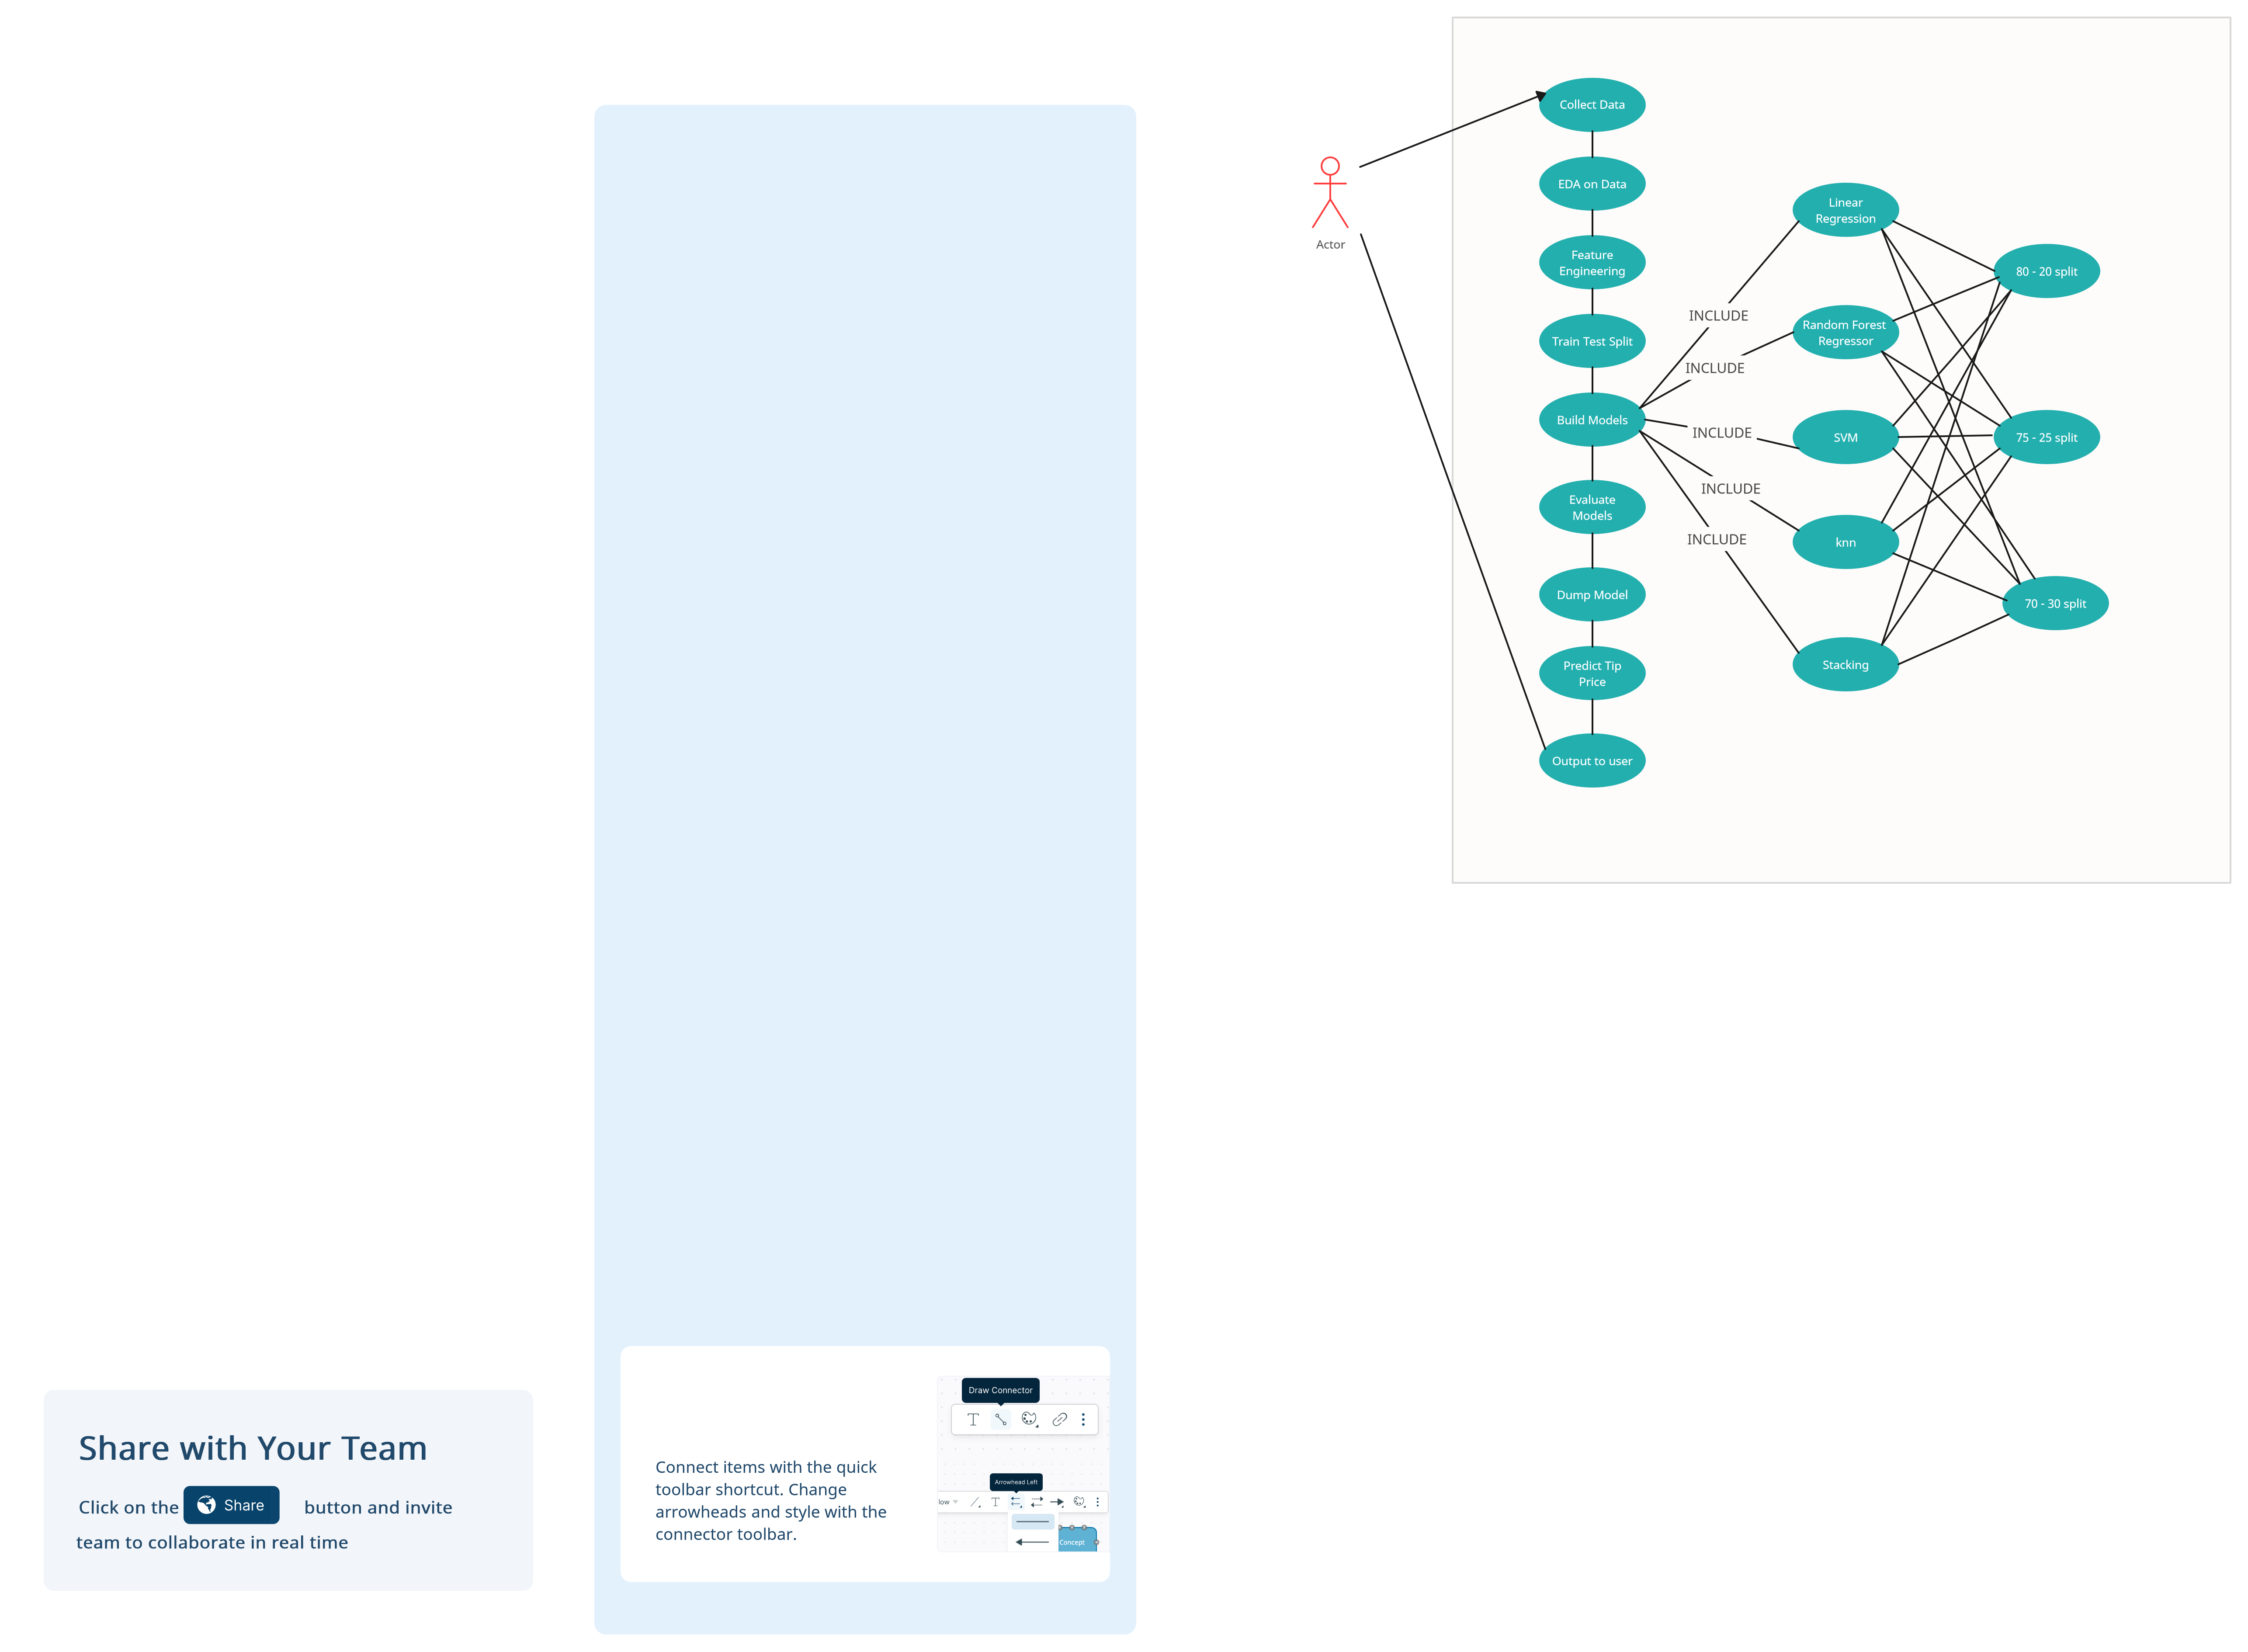 Collect Data
EDA on Data
Feature
Engineering
Train Test Split
Build Models
Evaluate
Models
Dump Model
Predict Tip
Price
Output to user
Actor
INCLUDE
INCLUDE
INCLUDE
INCLUDE
INCLUDE
Linear
Regression
Random Forest
Regressor
SVM
knn
Stacking
80 - 20 split
75 - 25 split
70 - 30 split
Share with Your Team
Click on the Share button and invite
team to collaborate in real time
Connect items with the quick
toolbar shortcut. Change
arrowheads and style with the
connector toolbar.
Draw Connector
Arrowhead Left
low
Concept